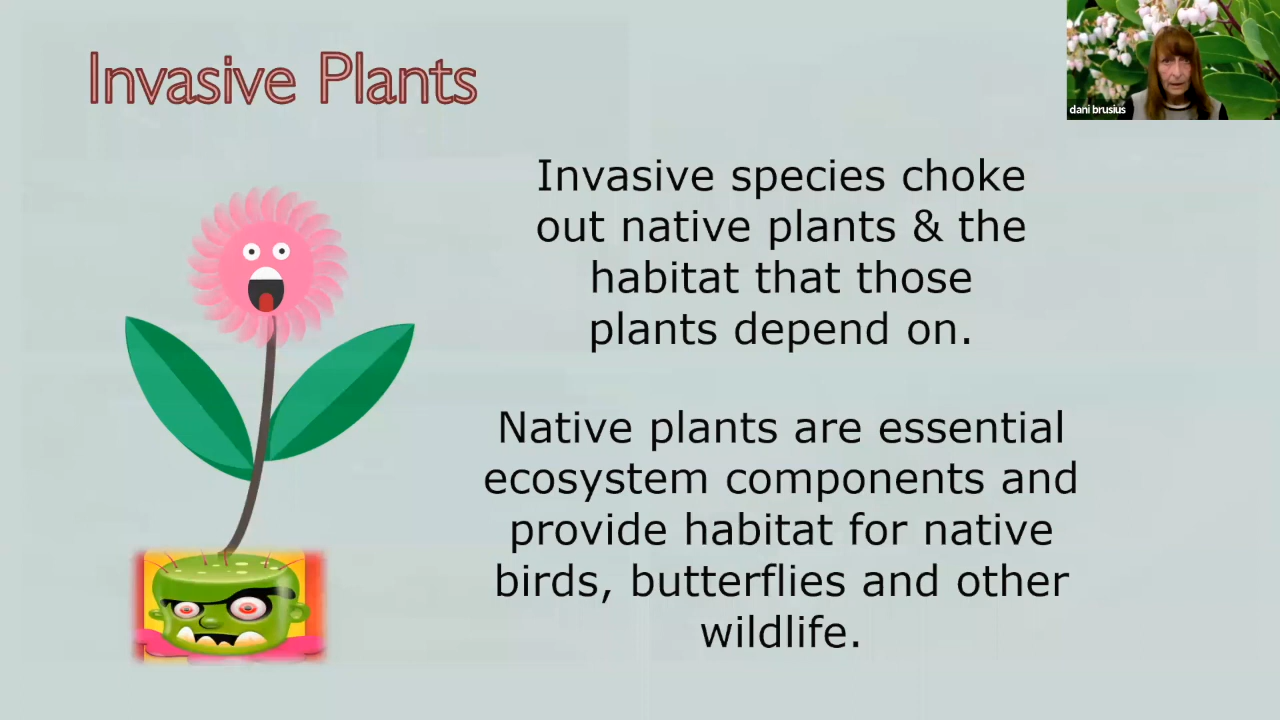 Invasive Plants
dani brusius
Invasive species choke
out native plants & the
habitat that those
plants depend on.
Native plants are essential
ecosystem components and
provide habitat for native
birds, butterflies and other
wildlife.